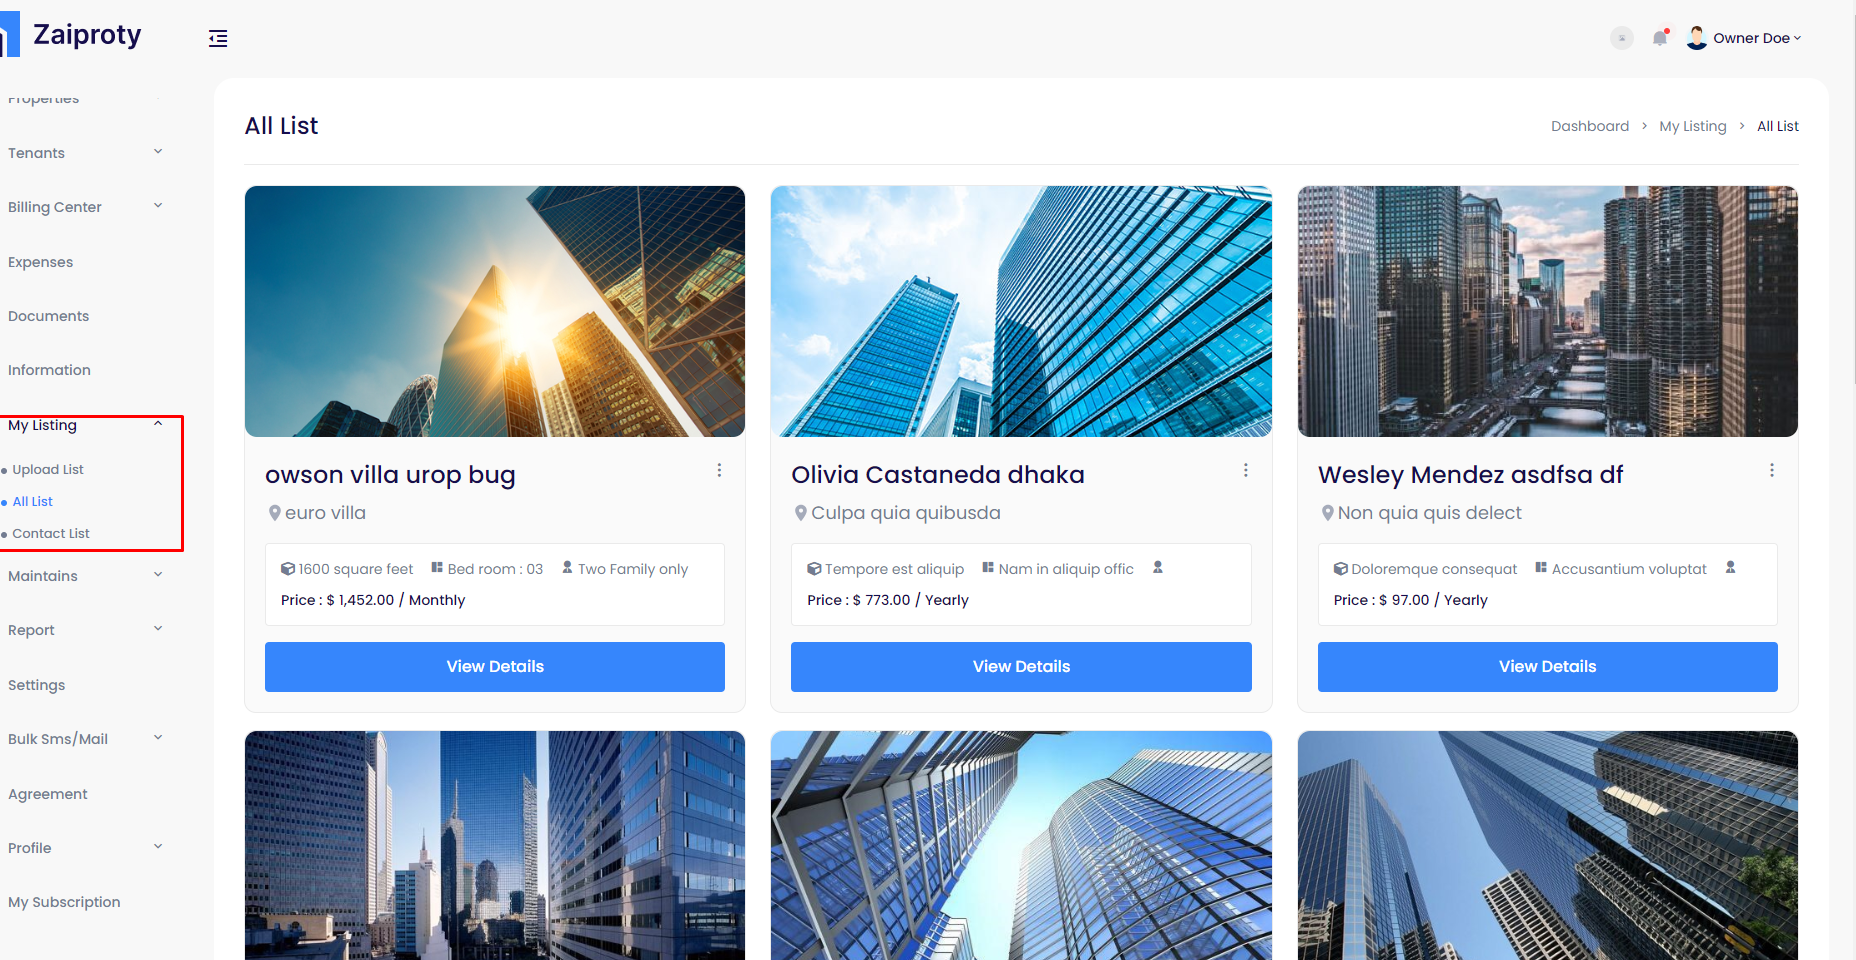 Zaiproty
Owner Doe
Properties
Tenants
Billing Center
Expenses
Documents
Information
My Listing
Upload List
All List
Contact List
Maintains
Report
Settings
Bulk Sms/Mail
Agreement
Profile
My Subscription
All List
Dashboard > My Listing > All List
owson villa urop bug
euro villa
1600 square feet Bed room : 03 Two Family only
Price : $ 1,452.00 / Monthly
View Details
Olivia Castaneda dhaka
Culpa quia quibusda
Tempore est aliquip Nam in aliquip offic
Price : $ 773.00 / Yearly
View Details
Wesley Mendez asdfsa df
Non quia quis delect
Doloremque consequat Accusantium voluptat
Price : $ 97.00 / Yearly
View Details